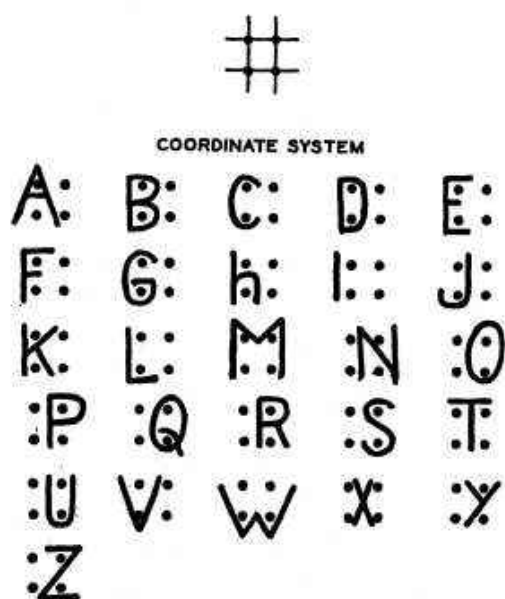 COORDINATE SYSTEM
A B C D E
F G h I J
K L M N O
P Q R S T
U V W X Y
Z